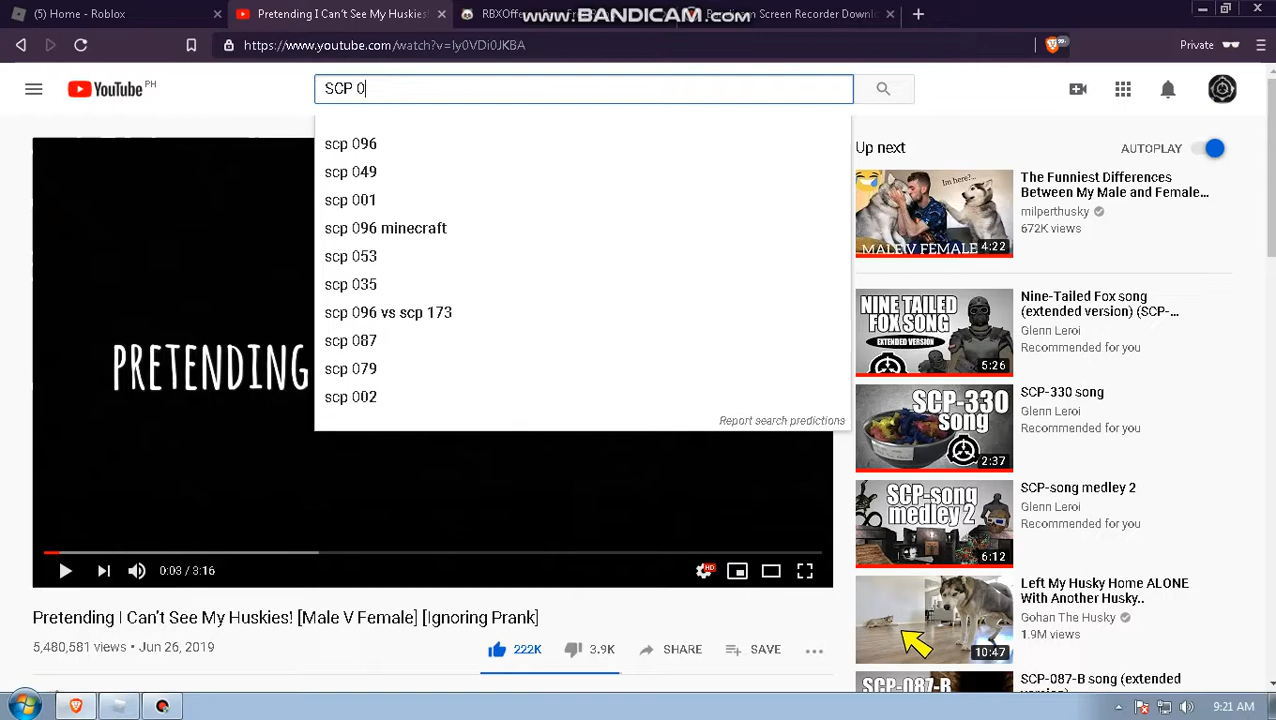 (Home) - Roblox
Pretending I Can't See My Huskies!
RBXOffe
www.BANDICAM.com
Screen Recorder Downl
https://www.youtube.com/watch?v=ly0VDi0JKBA
99+
Private
YouTube PH
SCP 0
scp 096
scp 049
scp 001
scp 096 minecraft
scp 053
scp 035
scp 096 vs scp 173
scp 087
scp 079
scp 002
Report search predictions
PRETENDING
0:03 / 3:16
HD
Pretending I Can't See My Huskies! [Male V Female] [Ignoring Prank]
5,480,581 views • Jun 26, 2019
222K
3.9K
SHARE
SAVE
Up next
AUTOPLAY
Im here?...
MALE V FEMALE
4:22
The Funniest Differences
Between My Male and Female...
milperthusky
672K views
NINE TAILED
FOX SONG
EXTENDED VERSION
5:26
Nine-Tailed Fox song
(extended version) (SCP-...
Glenn Leroi
Recommended for you
SCP-330
song
2:37
SCP-330 song
Glenn Leroi
Recommended for you
SCP-song
medley 2
6:12
SCP-song medley 2
Glenn Leroi
Recommended for you
10:47
Left My Husky Home ALONE
With Another Husky..
Gohan The Husky
1.9M views
SCP-087-B
SCP-087-B song (extended
version)
9:21 AM